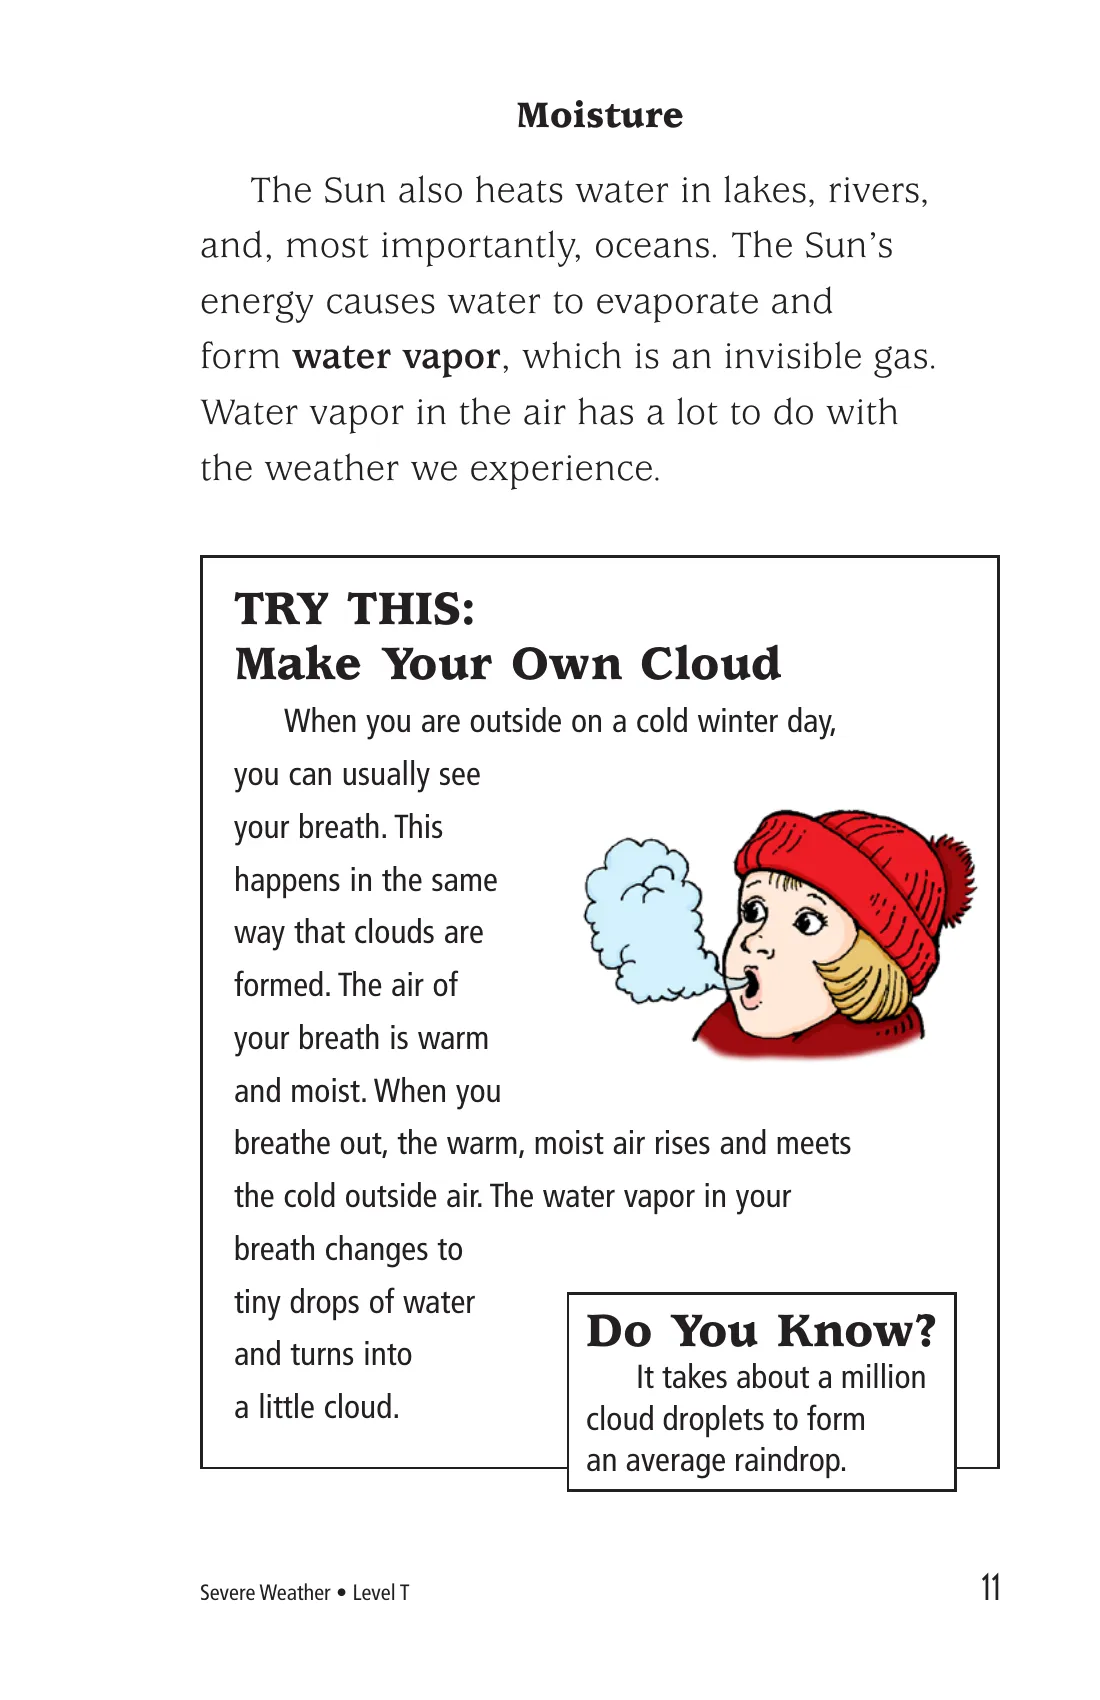 Moisture
The Sun also heats water in lakes, rivers,
and, most importantly, oceans. The Sun’s
energy causes water to evaporate and
form water vapor, which is an invisible gas.
Water vapor in the air has a lot to do with
the weather we experience.
TRY THIS:
Make Your Own Cloud
When you are outside on a cold winter day,
you can usually see
your breath. This
happens in the same
way that clouds are
formed. The air of
your breath is warm
and moist. When you
breathe out, the warm, moist air rises and meets
the cold outside air. The water vapor in your
breath changes to
tiny drops of water
and turns into
a little cloud.
Do You Know?
It takes about a million
cloud droplets to form
an average raindrop.
Severe Weather • Level T
11